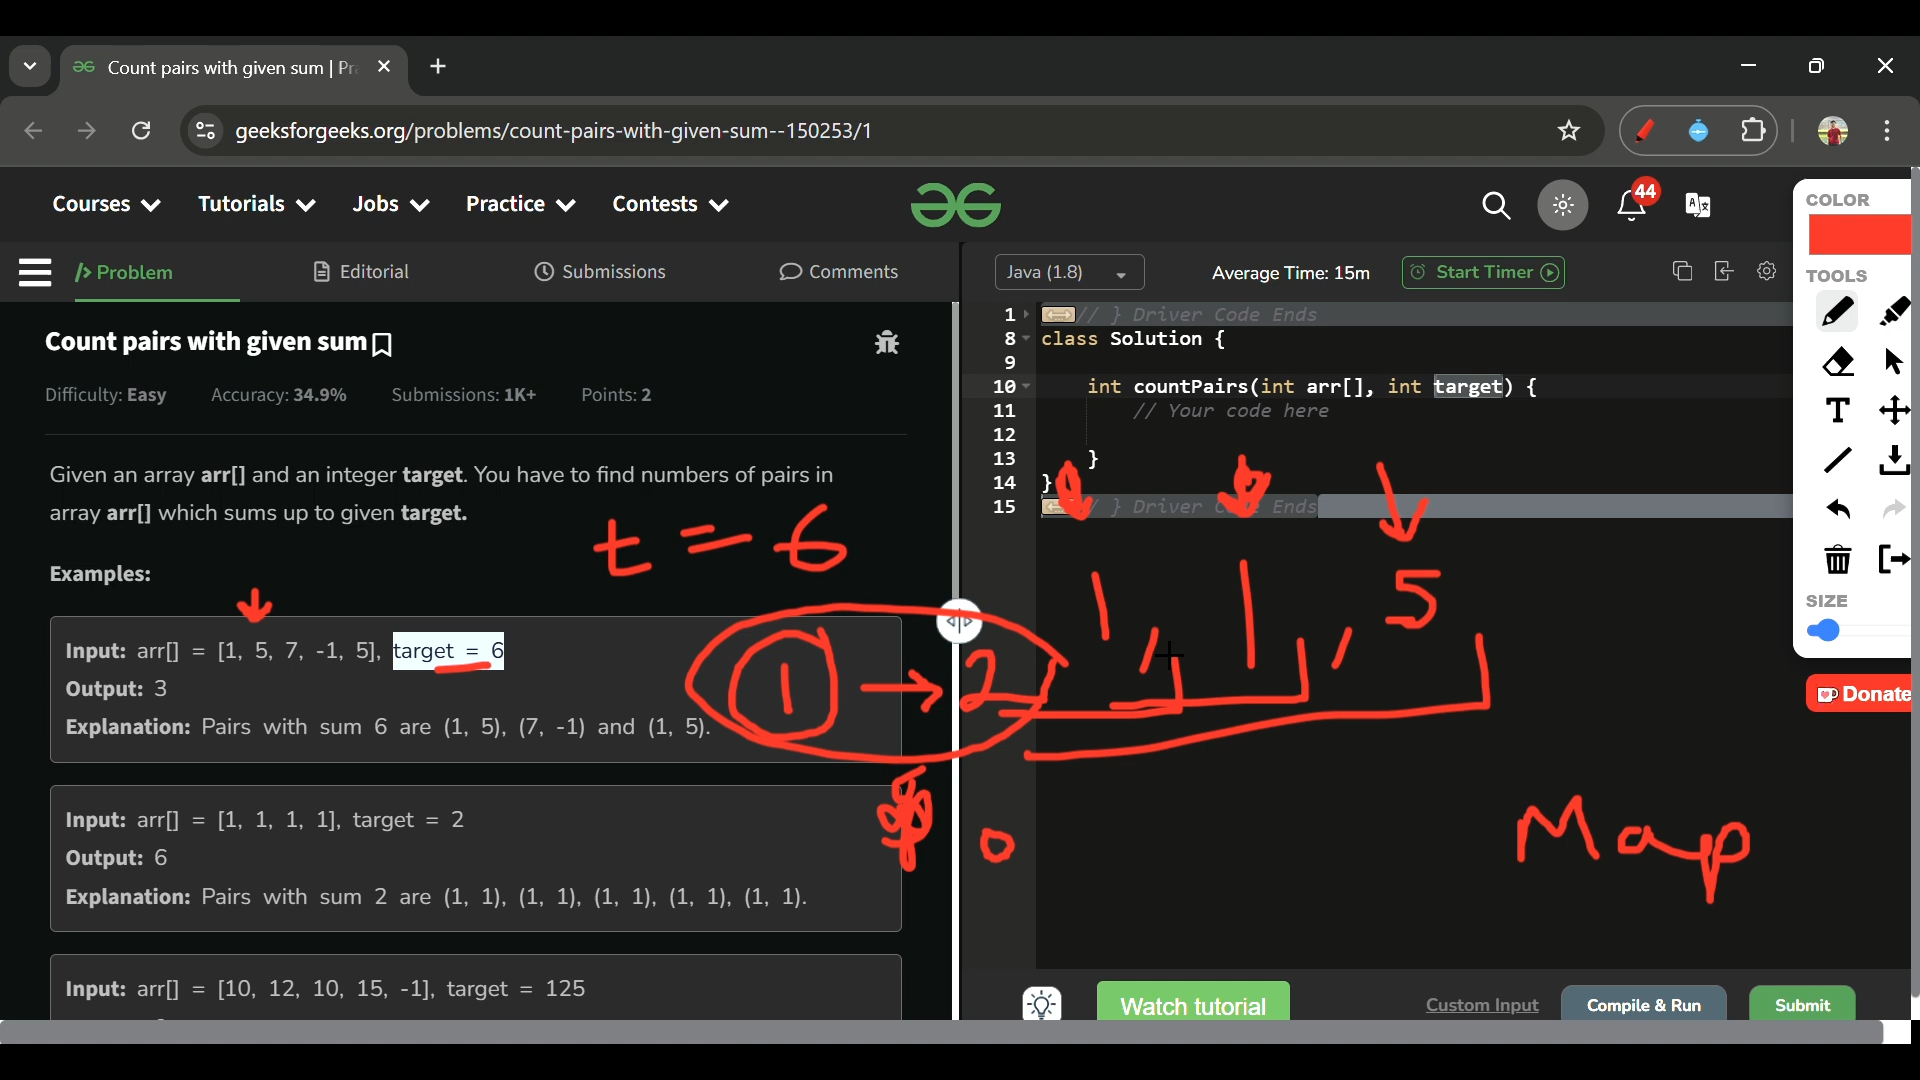 Count pairs with given sum | Pr
geeksforgeeks.org/problems/count-pairs-with-given-sum--150253/1
Courses Tutorials Jobs Practice Contests
44
COLOR
TOOLS
SIZE
Donate
Problem Editorial Submissions Comments
Java (1.8) Average Time: 15m Start Timer
Count pairs with given sum
Difficulty: Easy Accuracy: 34.9% Submissions: 1K+ Points: 2
Given an array arr[] and an integer target. You have to find numbers of pairs in
array arr[] which sums up to given target.
t = 6
Examples:
Input: arr[] = [1, 5, 7, -1, 5], target = 6
Output: 3
Explanation: Pairs with sum 6 are (1, 5), (7, -1) and (1, 5).
1 → 2
Input: arr[] = [1, 1, 1, 1], target = 2
Output: 6
Explanation: Pairs with sum 2 are (1, 1), (1, 1), (1, 1), (1, 1), (1, 1).
Input: arr[] = [10, 12, 10, 15, -1], target = 125
1 // } Driver Code Ends
8 class Solution {
9
10 int countPairs(int arr[], int target) {
11 // Your code here
12
13 }
14 }
15 } Driver Code Ends
1, 1, 5
0
Map
Watch tutorial
Custom Input Compile & Run Submit